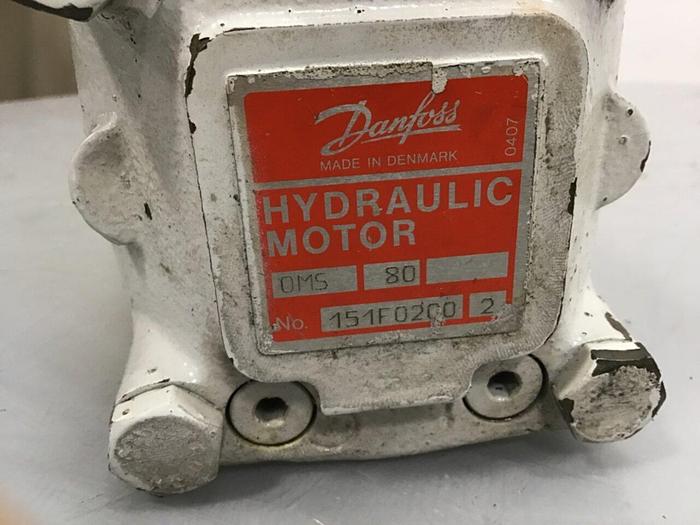 Danfoss
MADE IN DENMARK
0407
HYDRAULIC
MOTOR
OMS 80
No. 151F0200 2